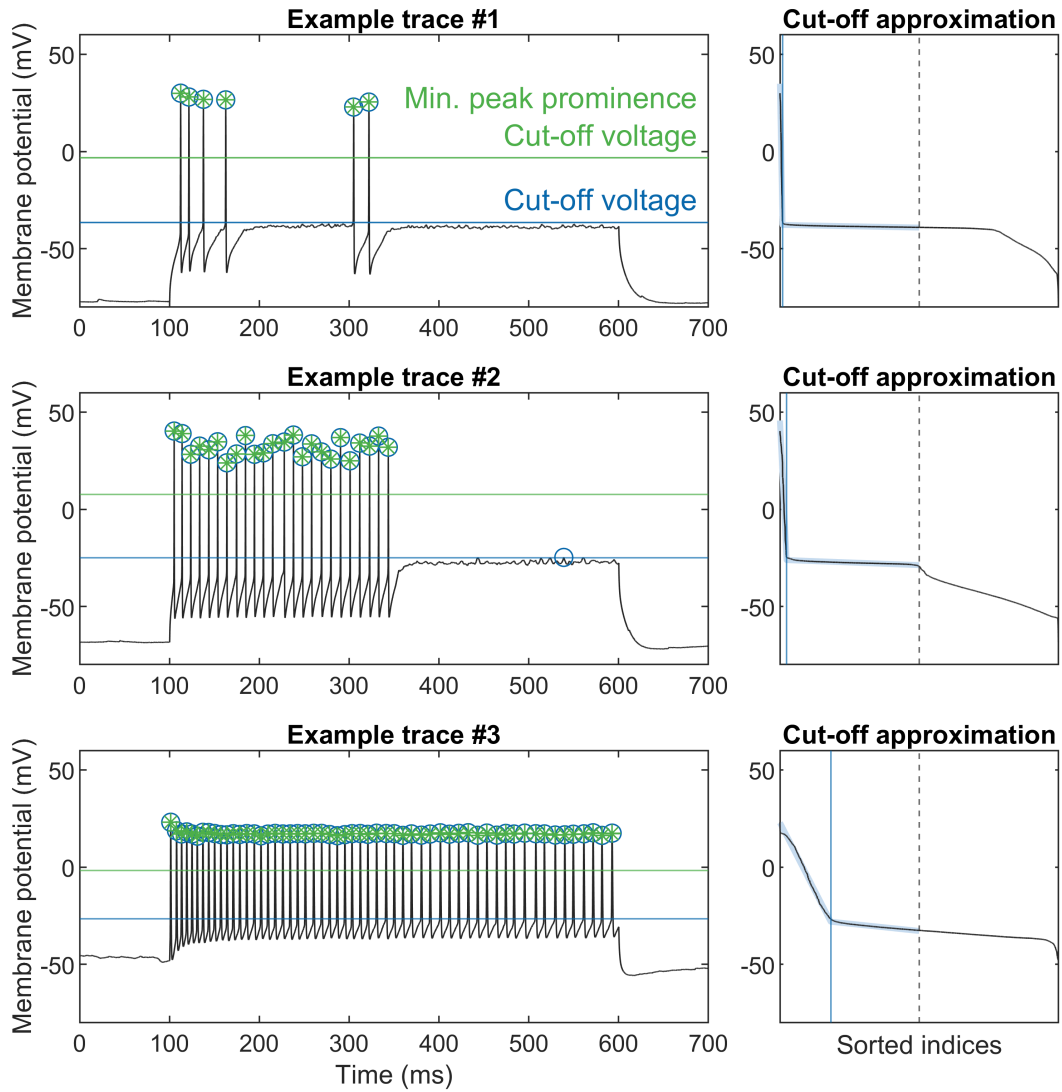 Example trace #1
Cut-off approximation
Membrane potential (mV)
50
0
-50
Min. peak prominence
Cut-off voltage
Cut-off voltage
0 100 200 300 400 500 600 700
50
0
-50
Example trace #2
Cut-off approximation
Membrane potential (mV)
50
0
-50
0 100 200 300 400 500 600 700
50
0
-50
Example trace #3
Cut-off approximation
Membrane potential (mV)
50
0
-50
0 100 200 300 400 500 600 700
Time (ms)
50
0
-50
Sorted indices